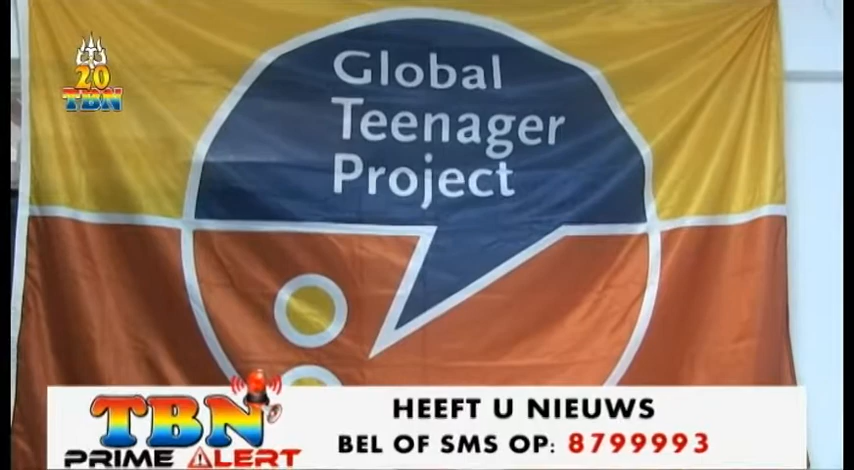 20
TBN
Global
Teenager
Project
TBN
PRIME ALERT
HEEFT U NIEUWS
BEL OF SMS OP: 8799993